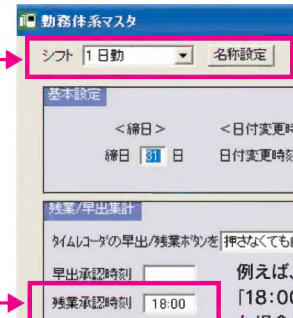 勤務体系マスタ
シフト 1 日勤 名称設定
基本設定
<締日> <日付変更時
締日 31 日 日付変更時刻
残業/早出集計
タイムレコーダの早出/残業ボタンを 押さなくても
早出承認時刻 例えば、
残業承認時刻 18:00 「18:00